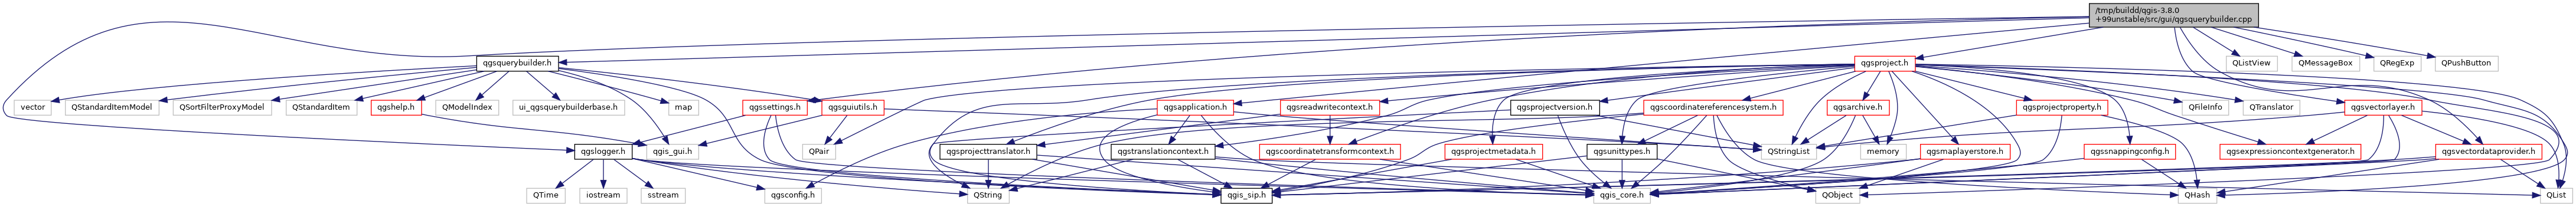 /tmp/buildd/qgis-3.8.0
+99unstable/src/gui/qgsquerybuilder.cpp
qgsquerybuilder.h
qgsproject.h
QListView
QMessageBox
QRegExp
QPushButton
vector
QStandardItemModel
QSortFilterProxyModel
QStandardItem
qgshelp.h
QModelIndex
ui_qgsquerybuilderbase.h
map
qgssettings.h
qgsguiutils.h
qgsapplication.h
qgsreadwritecontext.h
qgsprojectversion.h
qgscoordinatereferencesystem.h
qgsarchive.h
qgsprojectproperty.h
QFileInfo
QTranslator
qgsvectorlayer.h
qgslogger.h
qgis_gui.h
QPair
qgsprojecttranslator.h
qgstranslationcontext.h
qgscoordinatetransformcontext.h
qgsprojectmetadata.h
qgsunittypes.h
QStringList
memory
qgsmaplayerstore.h
qgssnappingconfig.h
qgsexpressioncontextgenerator.h
qgsvectordataprovider.h
QTime
iostream
sstream
qgsconfig.h
QString
qgis_sip.h
qgis_core.h
QObject
QHash
QList